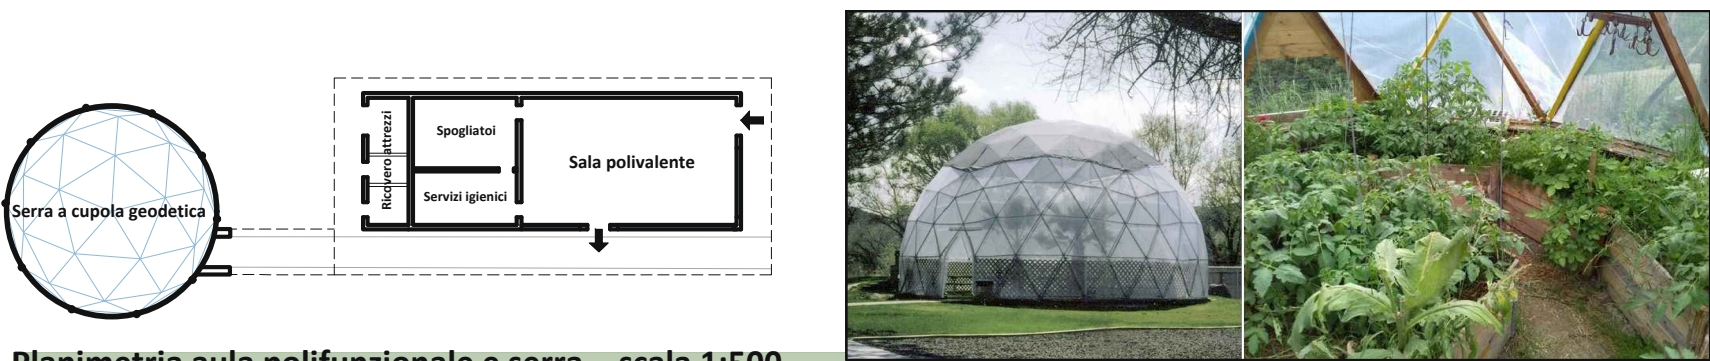 Serra a cupola geodetica
Ricovero attrezzi
Spogliatoi
Servizi igienici
Sala polivalente
Planimetria aula polifunzionale e serra - scala 1:500